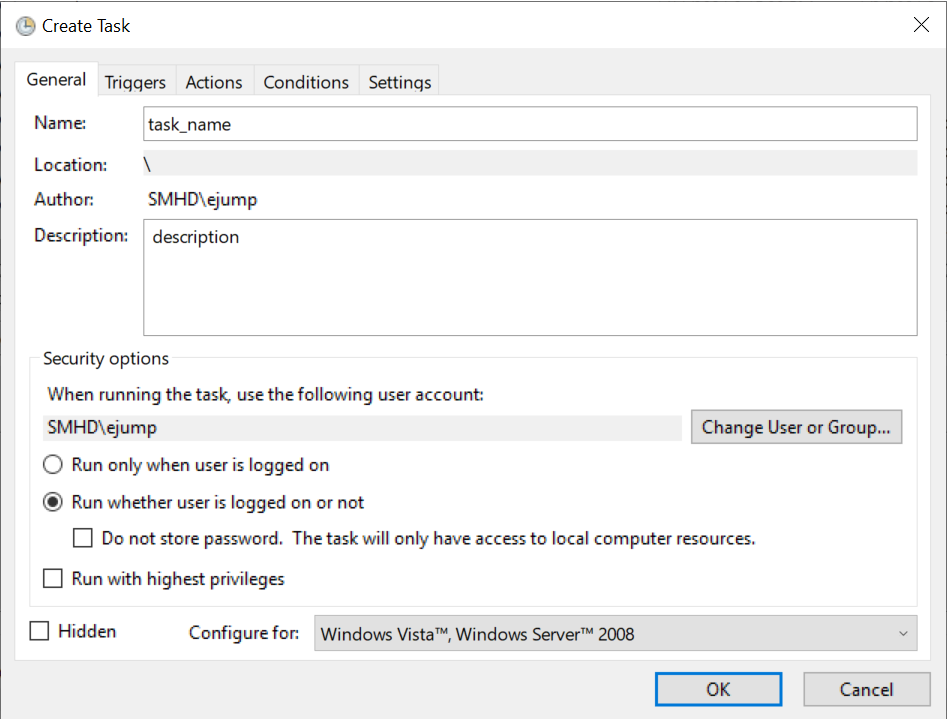 Create Task
General Triggers Actions Conditions Settings
Name: task_name
Location: \
Author: SMHD\ejump
Description: description
Security options
When running the task, use the following user account:
SMHD\ejump Change User or Group...
Run only when user is logged on
Run whether user is logged on or not
Do not store password.  The task will only have access to local computer resources.
Run with highest privileges
Hidden Configure for: Windows Vista™, Windows Server™ 2008
OK Cancel